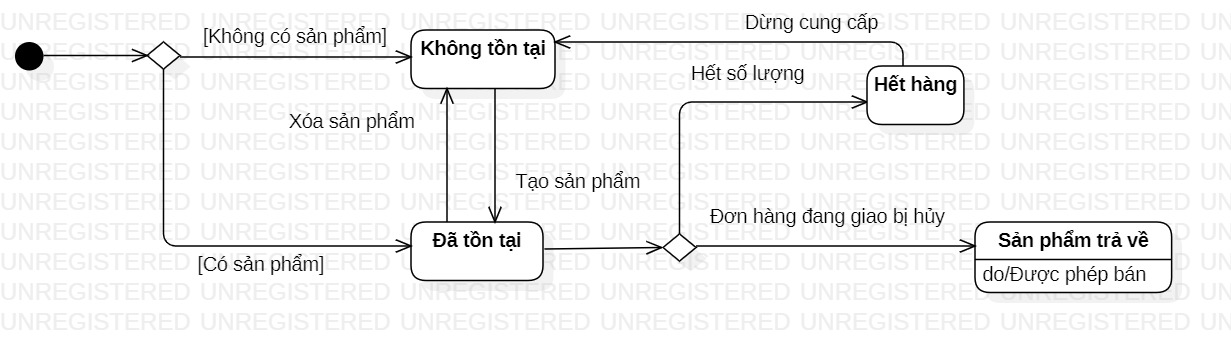 Dừng cung cấp
[Không có sản phẩm]
Không tồn tại
Hết số lượng
Hết hàng
Xóa sản phẩm
Tạo sản phẩm
Đơn hàng đang giao bị hủy
Đã tồn tại
Sản phẩm trả về
[Có sản phẩm]
do/Được phép bán
UNREGISTERED